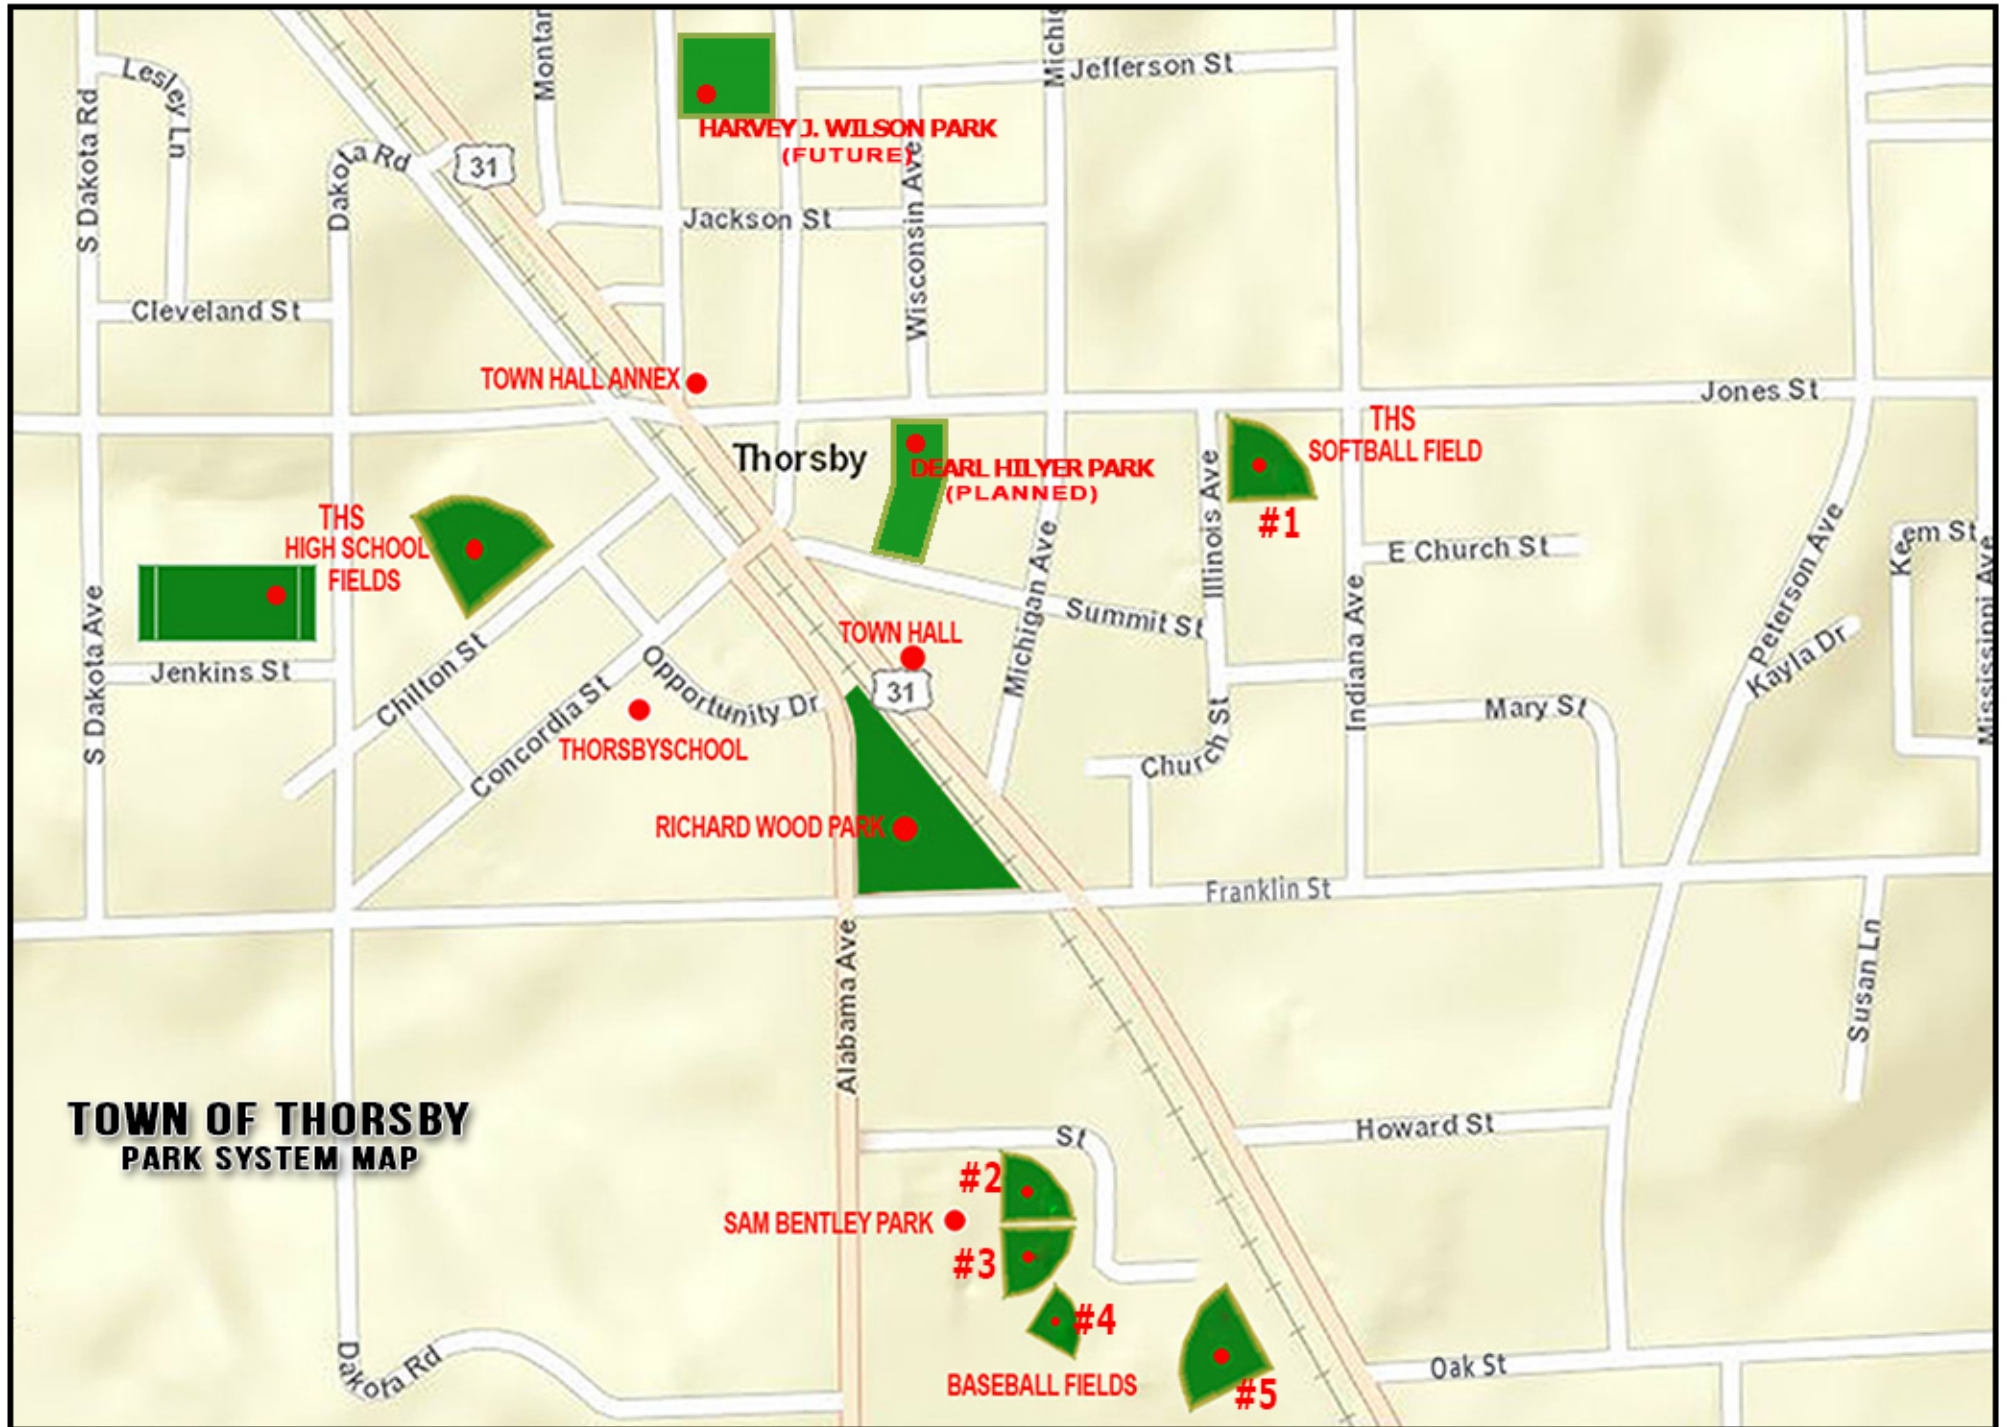 Lesley Ln
S Dakota Rd
Dakota Rd
31
Montar
Michig
Jefferson St
HARVEY J. WILSON PARK
(FUTURE)
Wisconsin Ave
Jackson St
Cleveland St
TOWN HALL ANNEX
Jones St
Thorsby
DEARL HILYER PARK
(PLANNED)
THS
SOFTBALL FIELD
#1
Illinois Ave
THS
HIGH SCHOOL
FIELDS
E Church St
Keem St
Mississippi Ave
Peterson Ave
Kayla Dr
Michigan Ave
Summit St
TOWN HALL
31
Indiana Ave
S Dakota Ave
Jenkins St
Chilton St
Concordia St
Opportunity Dr
THORSBYSCHOOL
Mary St
Church St
RICHARD WOOD PARK
Franklin St
Alabama Ave
Susan Ln
TOWN OF THORSBY
PARK SYSTEM MAP
St
Howard St
#2
SAM BENTLEY PARK
#3
#4
BASEBALL FIELDS
#5
Oak St
Dakota Rd